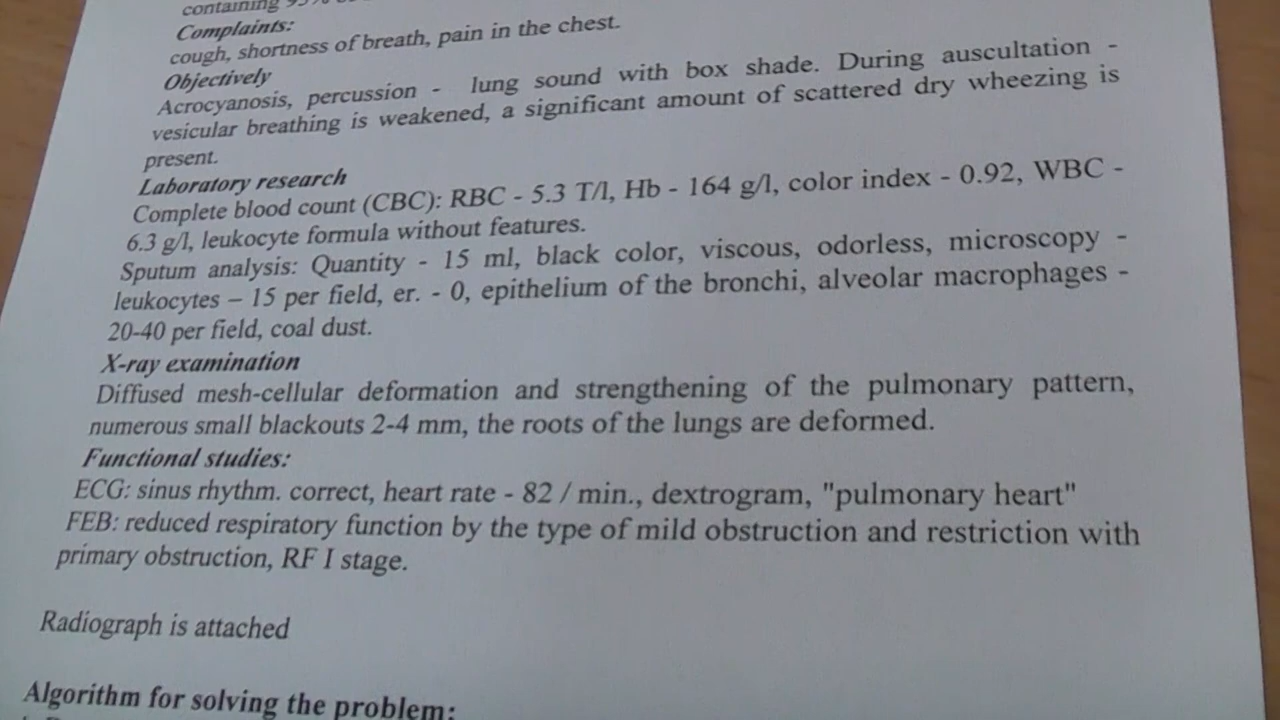 containing 95%
Complaints:
cough, shortness of breath, pain in the chest.
Objectively
Acrocyanosis, percussion - lung sound with box shade. During auscultation -
vesicular breathing is weakened, a significant amount of scattered dry wheezing is
present.
Laboratory research
Complete blood count (CBC): RBC - 5.3 T/l, Hb - 164 g/l, color index - 0.92, WBC -
6.3 g/l, leukocyte formula without features.
Sputum analysis: Quantity - 15 ml, black color, viscous, odorless, microscopy -
leukocytes – 15 per field, er. - 0, epithelium of the bronchi, alveolar macrophages -
20-40 per field, coal dust.
X-ray examination
Diffused mesh-cellular deformation and strengthening of the pulmonary pattern,
numerous small blackouts 2-4 mm, the roots of the lungs are deformed.
Functional studies:
ECG: sinus rhythm. correct, heart rate - 82 / min., dextrogram, "pulmonary heart"
FEB: reduced respiratory function by the type of mild obstruction and restriction with
primary obstruction, RF I stage.
Radiograph is attached
Algorithm for solving the problem: